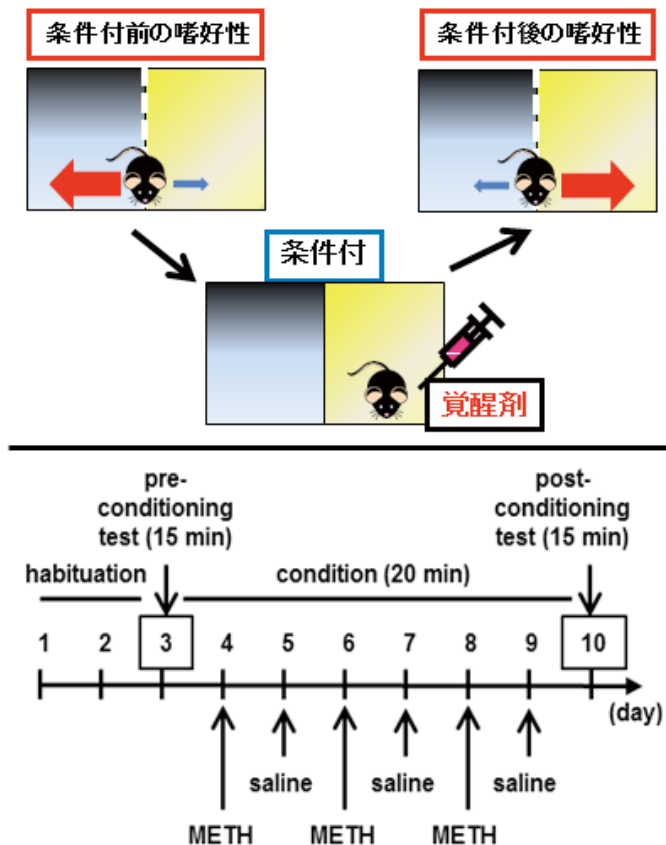 条件付前の嗜好性
条件付後の嗜好性
条件付
覚醒剤
pre-
conditioning
test (15 min)
post-
conditioning
test (15 min)
habituation
condition (20 min)
1 2 3 4 5 6 7 8 9 10
(day)
saline saline saline
METH METH METH